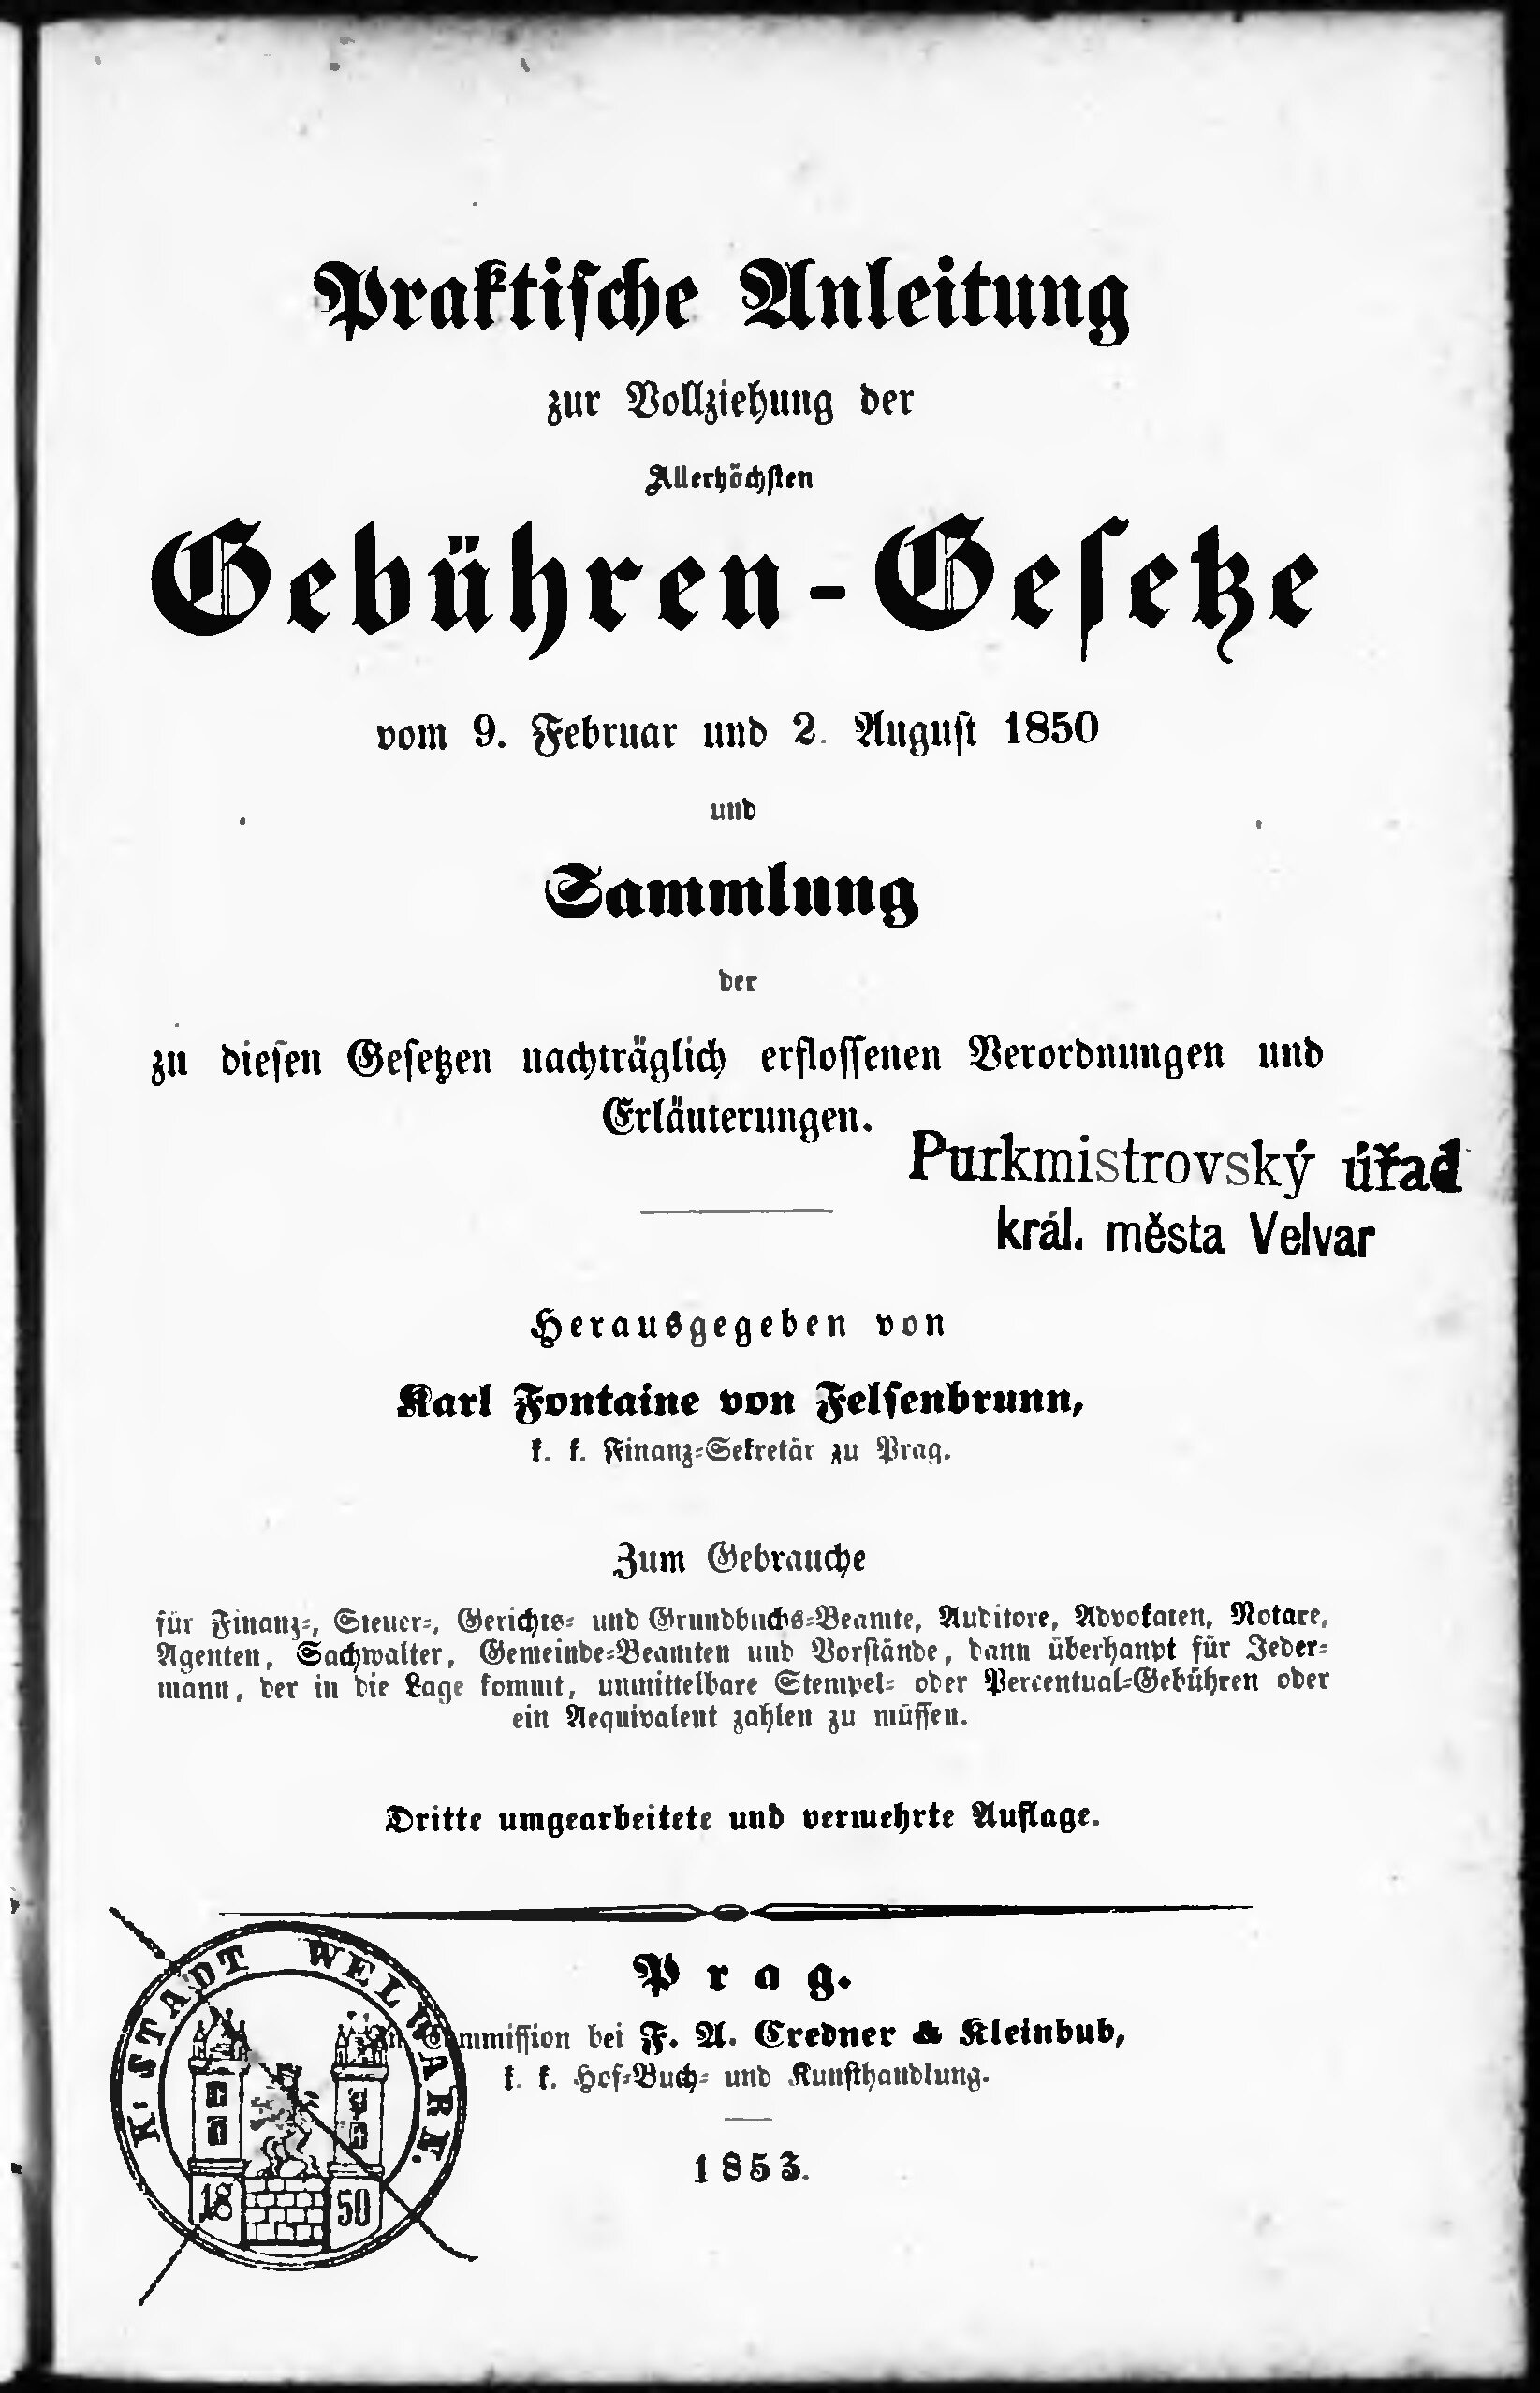 Praktische Anleitung
zur Vollziehung der
Allerhöchsten
Gebühren-Gesetze
vom 9. Februar und 2. August 1850
und
Sammlung
der
zu diesen Gesetzen nachträglich erflossenen Verordnungen und
Erläuterungen.
Purkmistrovský úřad
král. města Velvar
Herausgegeben von
Karl Fontaine von Felsenbrunn,
k. k. Finanz-Sekretär zu Prag.
Zum Gebrauche
für Finanz-, Steuer-, Gerichts- und Grundbuchs-Beamte, Auditore, Advokaten, Notare,
Agenten, Sachwalter, Gemeinde-Beamten und Vorstände, dann überhaupt für Jeder-
mann, der in die Lage kommt, unmittelbare Stempel- oder Percentual-Gebühren oder
ein Aequivalent zahlen zu müssen.
Dritte umgearbeitete und vermehrte Auflage.
Prag.
In Commission bei F. A. Credner & Kleinbub,
k. k. Hof-Buch- und Kunsthandlung.
1853.
K: STADT WELWARN.
18 50